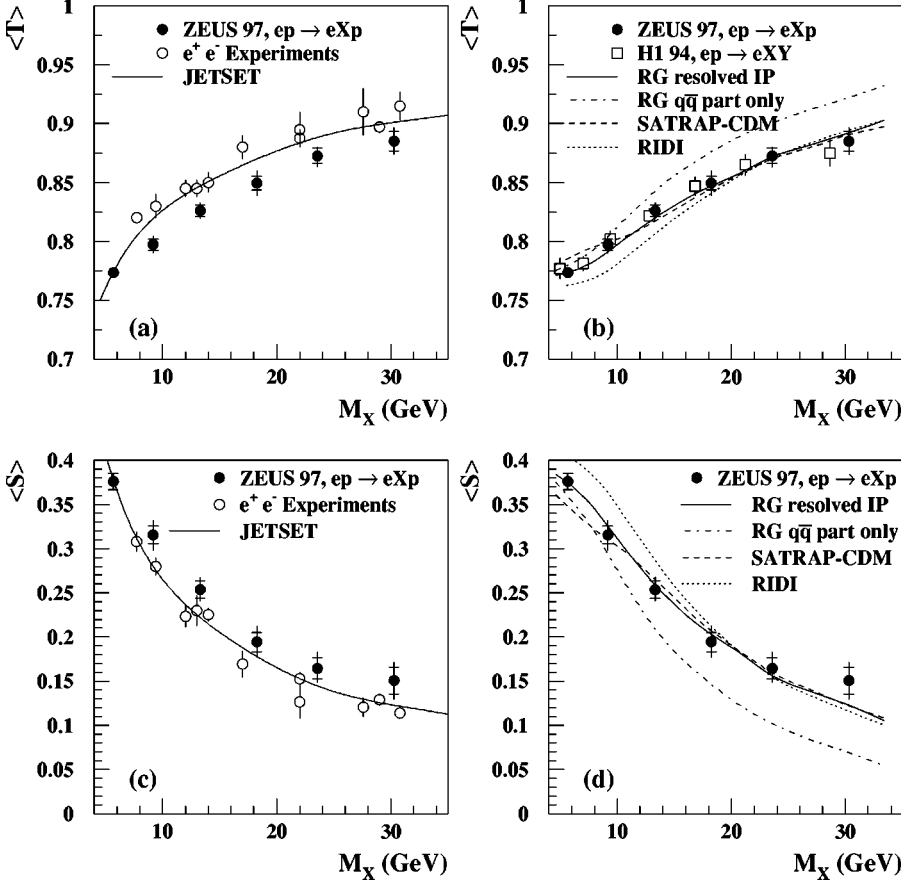 <T>
1
0.95
0.9
0.85
0.8
0.75
0.7
ZEUS 97, ep → eXp
e+ e- Experiments
JETSET
(a)
10
20
30
M_X (GeV)
<T>
1
0.95
0.9
0.85
0.8
0.75
0.7
ZEUS 97, ep → eXp
H1 94, ep → eXY
RG resolved IP
RG qq̅ part only
SATRAP-CDM
RIDI
(b)
10
20
30
M_X (GeV)
<S>
0.4
0.35
0.3
0.25
0.2
0.15
0.1
0.05
0
ZEUS 97, ep → eXp
e+ e- Experiments
JETSET
(c)
10
20
30
M_X (GeV)
<S>
0.4
0.35
0.3
0.25
0.2
0.15
0.1
0.05
0
ZEUS 97, ep → eXp
RG resolved IP
RG qq̅ part only
SATRAP-CDM
RIDI
(d)
10
20
30
M_X (GeV)